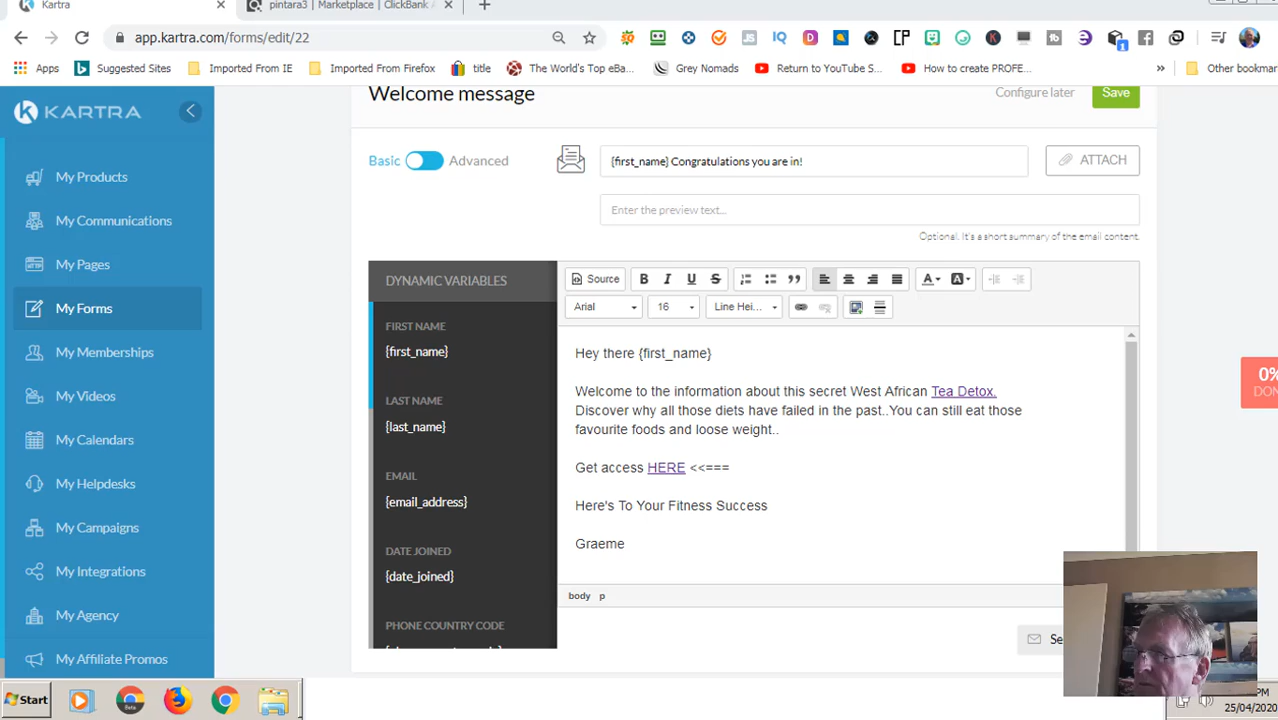 Kartra
pintara3 | Marketplace | ClickBank
app.kartra.com/forms/edit/22
Apps
Suggested Sites
Imported From IE
Imported From Firefox
title
The World's Top eBa...
Grey Nomads
Return to YouTube S...
How to create PROFE...
»
Other bookmar
KARTRA
My Products
My Communications
My Pages
My Forms
My Memberships
My Videos
My Calendars
My Helpdesks
My Campaigns
My Integrations
My Agency
My Affiliate Promos
Welcome message
Configure later
Save
Basic
Advanced
{first_name} Congratulations you are in!
ATTACH
Enter the preview text...
Optional. It's a short summary of the email content.
DYNAMIC VARIABLES
FIRST NAME
{first_name}
LAST NAME
{last_name}
EMAIL
{email_address}
DATE JOINED
{date_joined}
PHONE COUNTRY CODE
Source
B I U S
Arial
16
Line Hei...
Hey there {first_name}
Welcome to the information about this secret West African Tea Detox.
Discover why all those diets have failed in the past..You can still eat those
favourite foods and loose weight..
Get access HERE <<===
Here's To Your Fitness Success
Graeme
body p
Se
0%
DON
Start
PM
25/04/2020